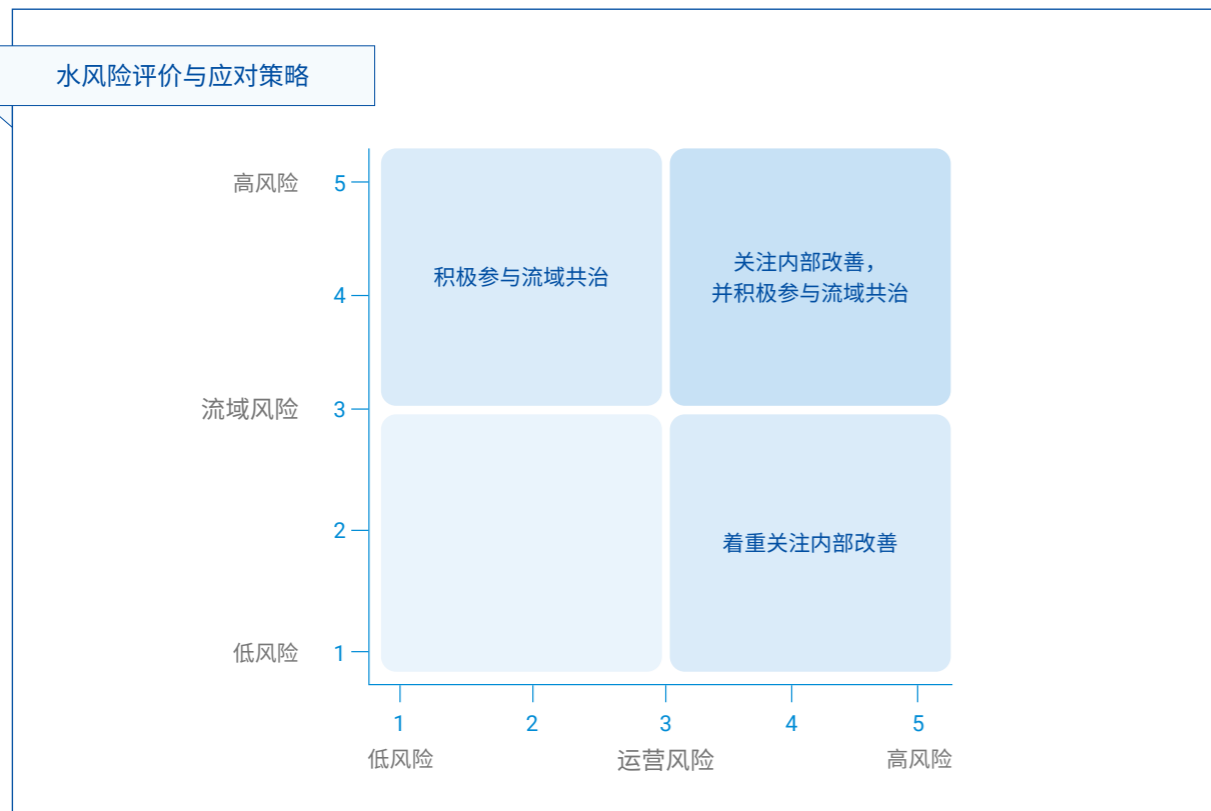 水风险评价与应对策略
高风险
5
积极参与流域共治
关注内部改善，
并积极参与流域共治
4
流域风险
3
2
着重关注内部改善
低风险
1
1
2
3
4
5
低风险
运营风险
高风险